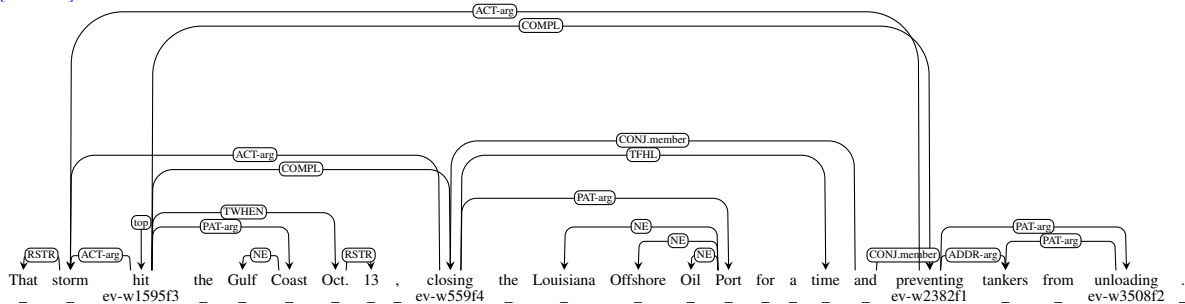 ACT-arg
COMPL
CONJ.member
ACT-arg TFHL
COMPL
PAT-arg
TWHEN
top PAT-arg NE PAT-arg
NE PAT-arg
RSTR ACT-arg NE RSTR NE CONJ.member ADDR-arg
That storm hit the Gulf Coast Oct. 13 , closing the Louisiana Offshore Oil Port for a time and preventing tankers from unloading .
_ _ ev-w1595f3 _ _ _ _ _ _ ev-w559f4 _ _ _ _ _ _ _ _ _ ev-w2382f1 _ _ ev-w3508f2 _